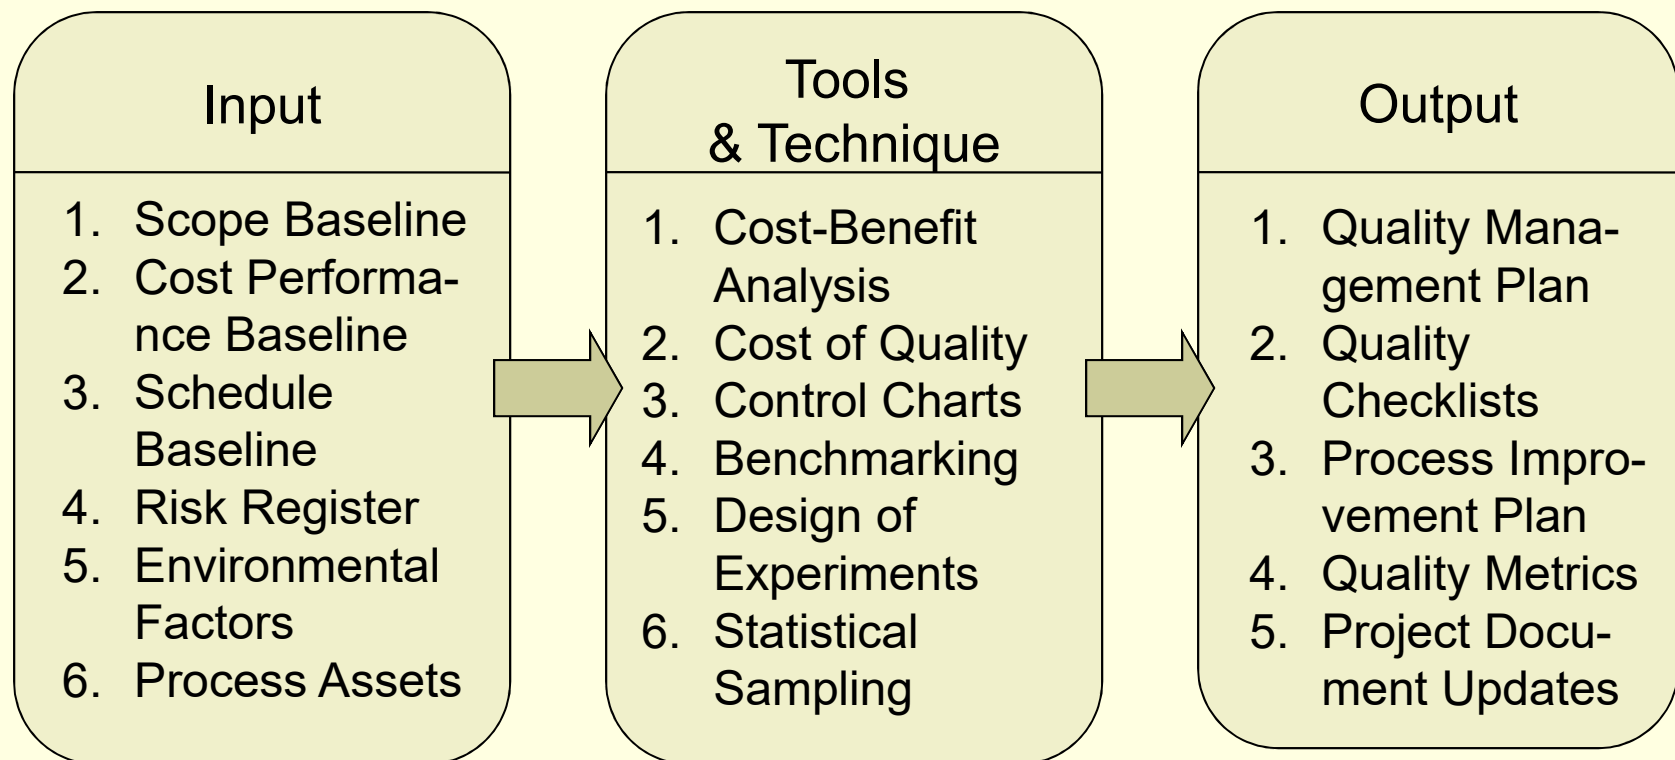 Input
1. Scope Baseline
2. Cost Performa-
nce Baseline
3. Schedule
Baseline
4. Risk Register
5. Environmental
Factors
6. Process Assets
Tools
& Technique
1. Cost-Benefit
Analysis
2. Cost of Quality
3. Control Charts
4. Benchmarking
5. Design of
Experiments
6. Statistical
Sampling
Output
1. Quality Mana-
gement Plan
2. Quality
Checklists
3. Process Impro-
vement Plan
4. Quality Metrics
5. Project Docu-
ment Updates